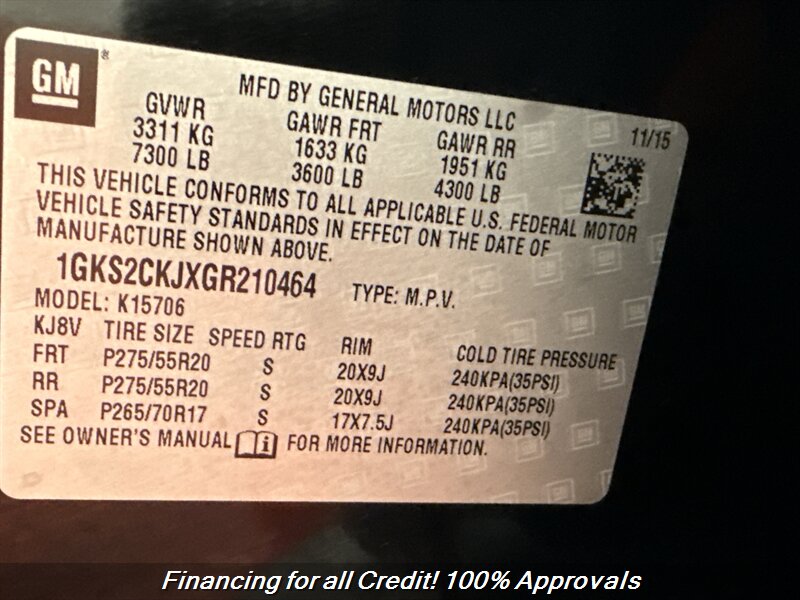 GM®
MFD BY GENERAL MOTORS LLC
11/15
GVWR GAWR FRT GAWR RR
3311 KG 1633 KG 1951 KG
7300 LB 3600 LB 4300 LB
THIS VEHICLE CONFORMS TO ALL APPLICABLE U.S. FEDERAL MOTOR
VEHICLE SAFETY STANDARDS IN EFFECT ON THE DATE OF
MANUFACTURE SHOWN ABOVE.
1GKS2CKJXGR210464 TYPE: M.P.V.
MODEL: K15706
KJ8V TIRE SIZE SPEED RTG RIM COLD TIRE PRESSURE
FRT P275/55R20 S 20X9J 240KPA(35PSI)
RR P275/55R20 S 20X9J 240KPA(35PSI)
SPA P265/70R17 S 17X7.5J 240KPA(35PSI)
SEE OWNER'S MANUAL i FOR MORE INFORMATION.
Financing for all Credit! 100% Approvals